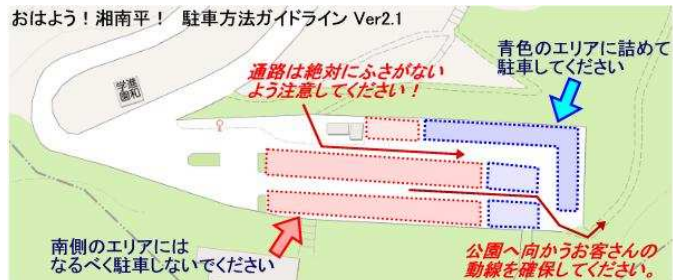 おはよう！湘南平！ 駐車方法ガイドライン Ver2.1
青色のエリアに詰めて
駐車してください
通路は絶対にふさがない
よう注意してください！
進和
学園
南側のエリアには
なるべく駐車しないでください
公園へ向かうお客さんの
動線を確保してください。